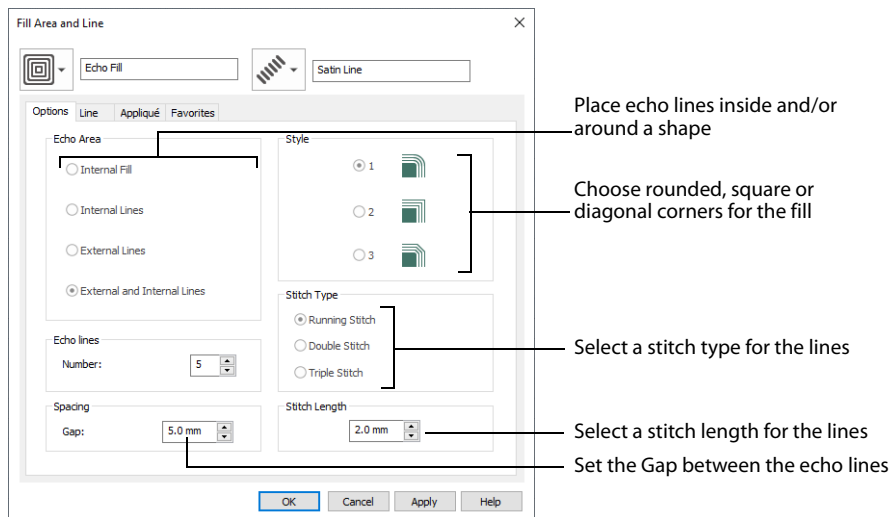 Fill Area and Line
Echo Fill
Satin Line
Options Line Appliqué Favorites
Echo Area
Internal Fill
Internal Lines
External Lines
External and Internal Lines
Style
1
2
3
Stitch Type
Running Stitch
Double Stitch
Triple Stitch
Echo lines
Number: 5
Spacing
Gap: 5.0 mm
Stitch Length
2.0 mm
OK Cancel Apply Help
Place echo lines inside and/or
around a shape
Choose rounded, square or
diagonal corners for the fill
Select a stitch type for the lines
Select a stitch length for the lines
Set the Gap between the echo lines